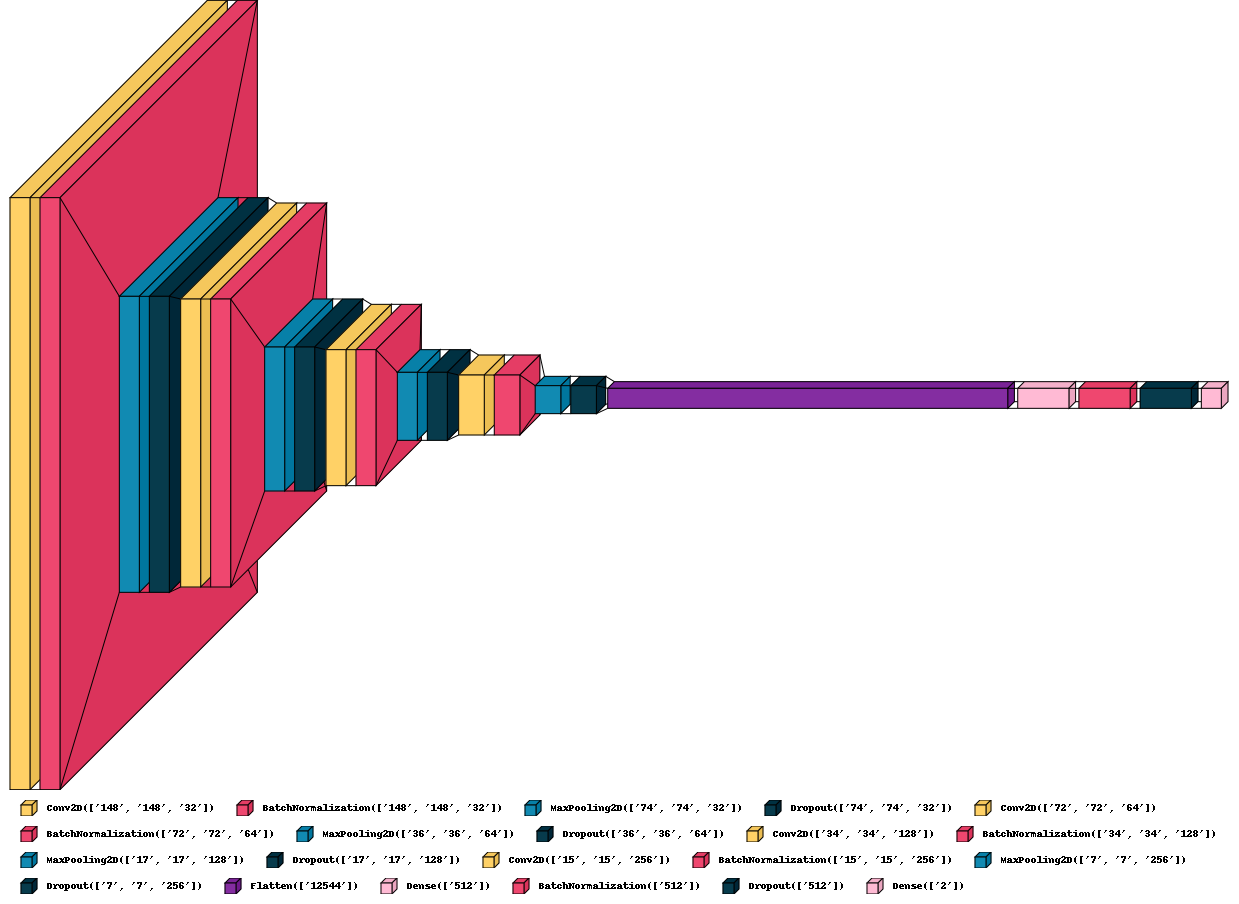 Conv2D(['148', '148', '32']) BatchNormalization(['148', '148', '32']) MaxPooling2D(['74', '74', '32']) Dropout(['74', '74', '32']) Conv2D(['72', '72', '64'])
BatchNormalization(['72', '72', '64']) MaxPooling2D(['36', '36', '64']) Dropout(['36', '36', '64']) Conv2D(['34', '34', '128']) BatchNormalization(['34', '34', '128'])
MaxPooling2D(['17', '17', '128']) Dropout(['17', '17', '128']) Conv2D(['15', '15', '256']) BatchNormalization(['15', '15', '256']) MaxPooling2D(['7', '7', '256'])
Dropout(['7', '7', '256']) Flatten(['12544']) Dense(['512']) BatchNormalization(['512']) Dropout(['512']) Dense(['2'])